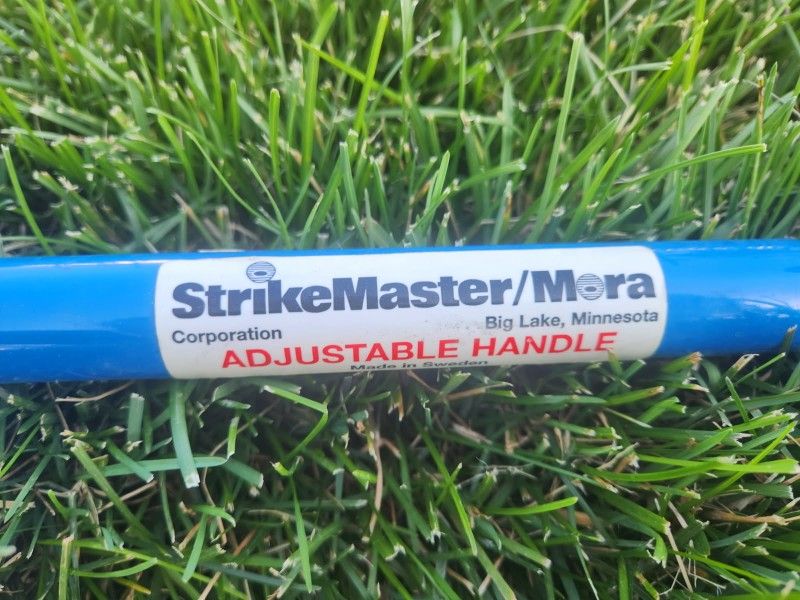 StrikeMaster/Mora
Corporation
Big Lake, Minnesota
ADJUSTABLE HANDLE
Made in Sweden